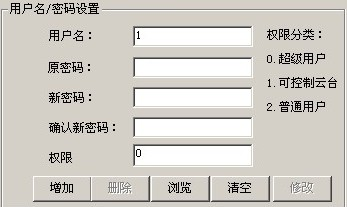 用户名/密码设置
用户名： 1 权限分类：
原密码： 0.超级用户
新密码： 1.可控制云台
确认新密码： 2.普通用户
权限 0
增加 删除 浏览 清空 修改